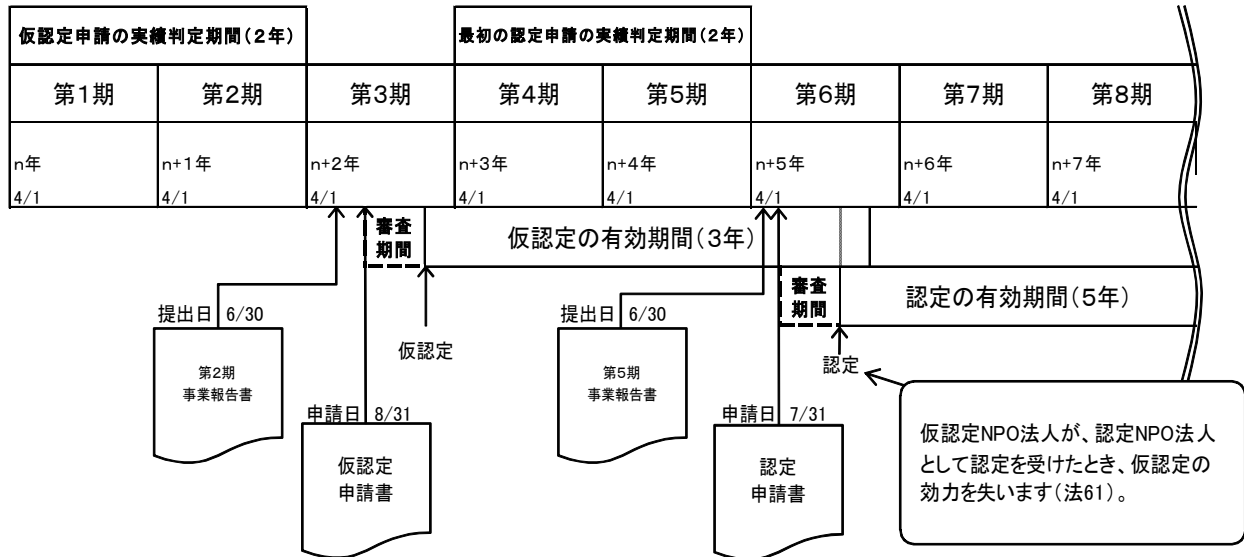 仮認定申請の実績判定期間(2年)
最初の認定申請の実績判定期間(2年)
第1期
第2期
第3期
第4期
第5期
第6期
第7期
第8期
n年
n+1年
n+2年
n+3年
n+4年
n+5年
n+6年
n+7年
4/1
4/1
4/1
4/1
4/1
4/1
4/1
4/1
審査
期間
仮認定の有効期間(3年)
審査
期間
認定の有効期間(5年)
提出日 6/30
第2期
事業報告書
仮認定
提出日 6/30
第5期
事業報告書
認定
申請日 8/31
仮認定
申請書
申請日 7/31
認定
申請書
仮認定NPO法人が、認定NPO法人
として認定を受けたとき、仮認定の
効力を失います(法61)。